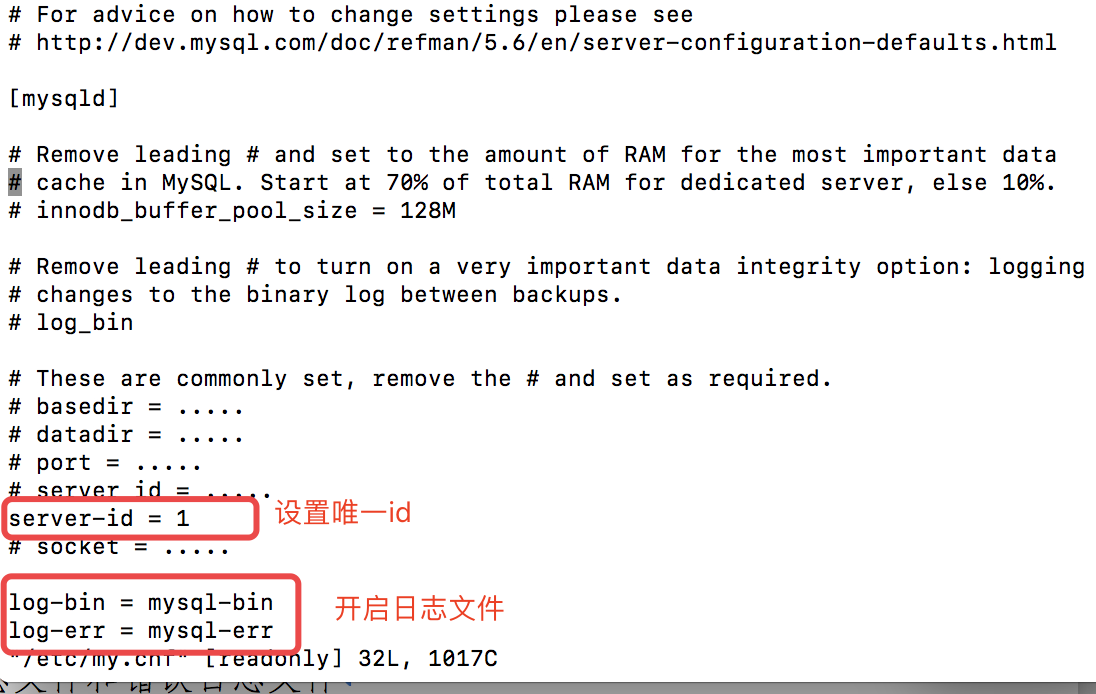 # For advice on how to change settings please see
# http://dev.mysql.com/doc/refman/5.6/en/server-configuration-defaults.html
[mysqld]
# Remove leading # and set to the amount of RAM for the most important data
# cache in MySQL. Start at 70% of total RAM for dedicated server, else 10%.
# innodb_buffer_pool_size = 128M
# Remove leading # to turn on a very important data integrity option: logging
# changes to the binary log between backups.
# log_bin
# These are commonly set, remove the # and set as required.
# basedir = .....
# datadir = .....
# port = .....
# server_id = .....
server-id = 1 设置唯一id
# socket = .....
log-bin = mysql-bin 开启日志文件
log-err = mysql-err
"/etc/my.cnf" [readonly] 32L, 1017C